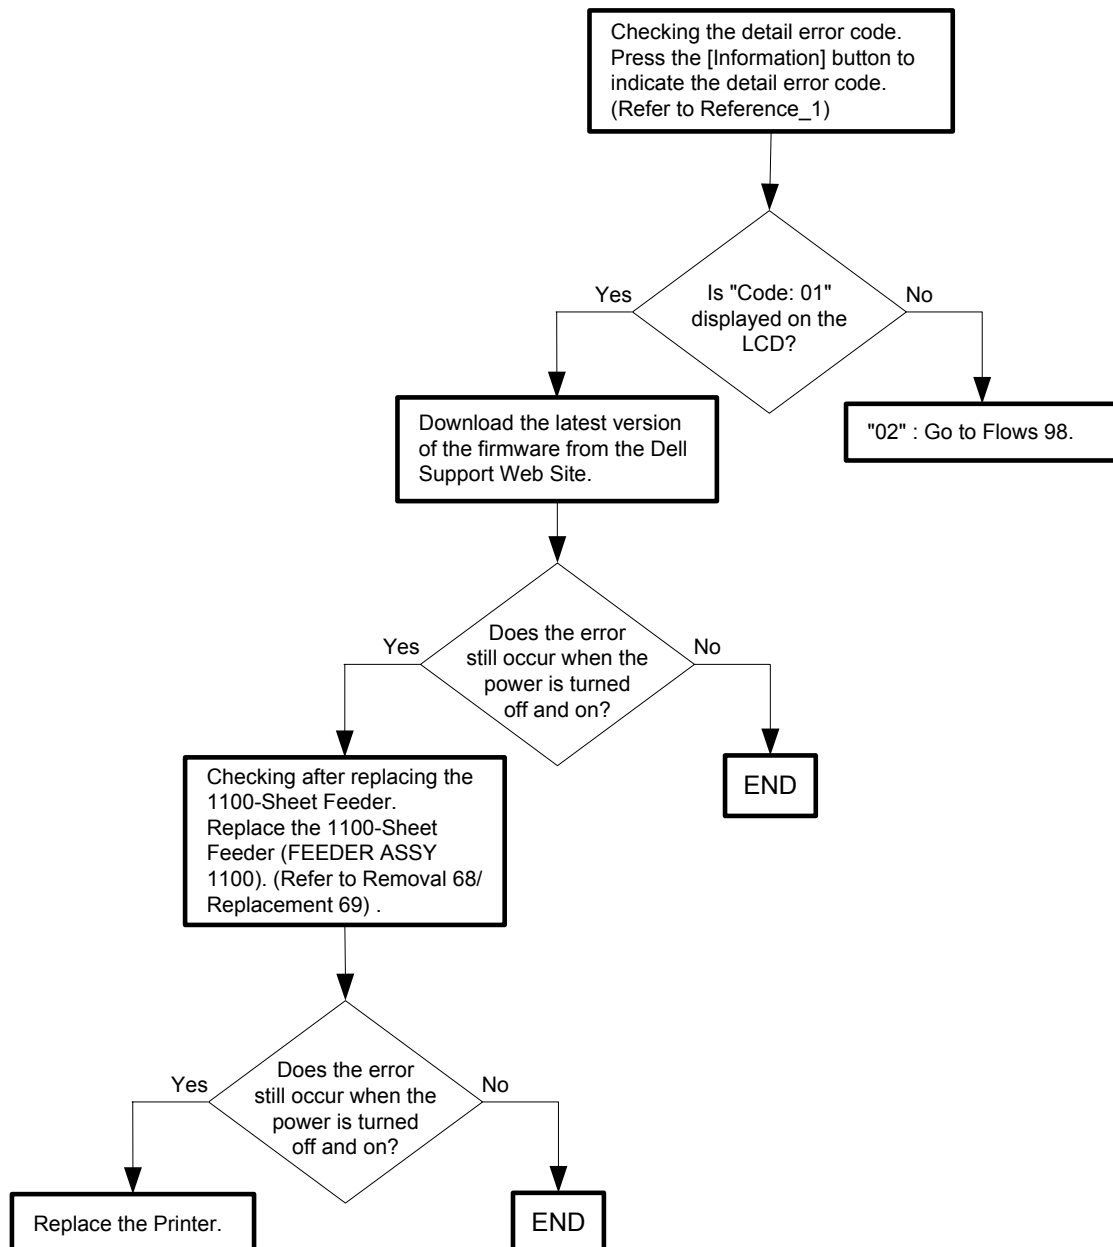 Checking the detail error code.
Press the [Information] button to
indicate the detail error code.
(Refer to Reference_1)
Is "Code: 01"
displayed on the
LCD?
Yes
No
Download the latest version
of the firmware from the Dell
Support Web Site.
"02" : Go to Flows 98.
Does the error
still occur when the
power is turned
off and on?
Yes
No
Checking after replacing the
1100-Sheet Feeder.
Replace the 1100-Sheet
Feeder (FEEDER ASSY
1100). (Refer to Removal 68/
Replacement 69) .
END
Does the error
still occur when the
power is turned
off and on?
Yes
No
Replace the Printer.
END